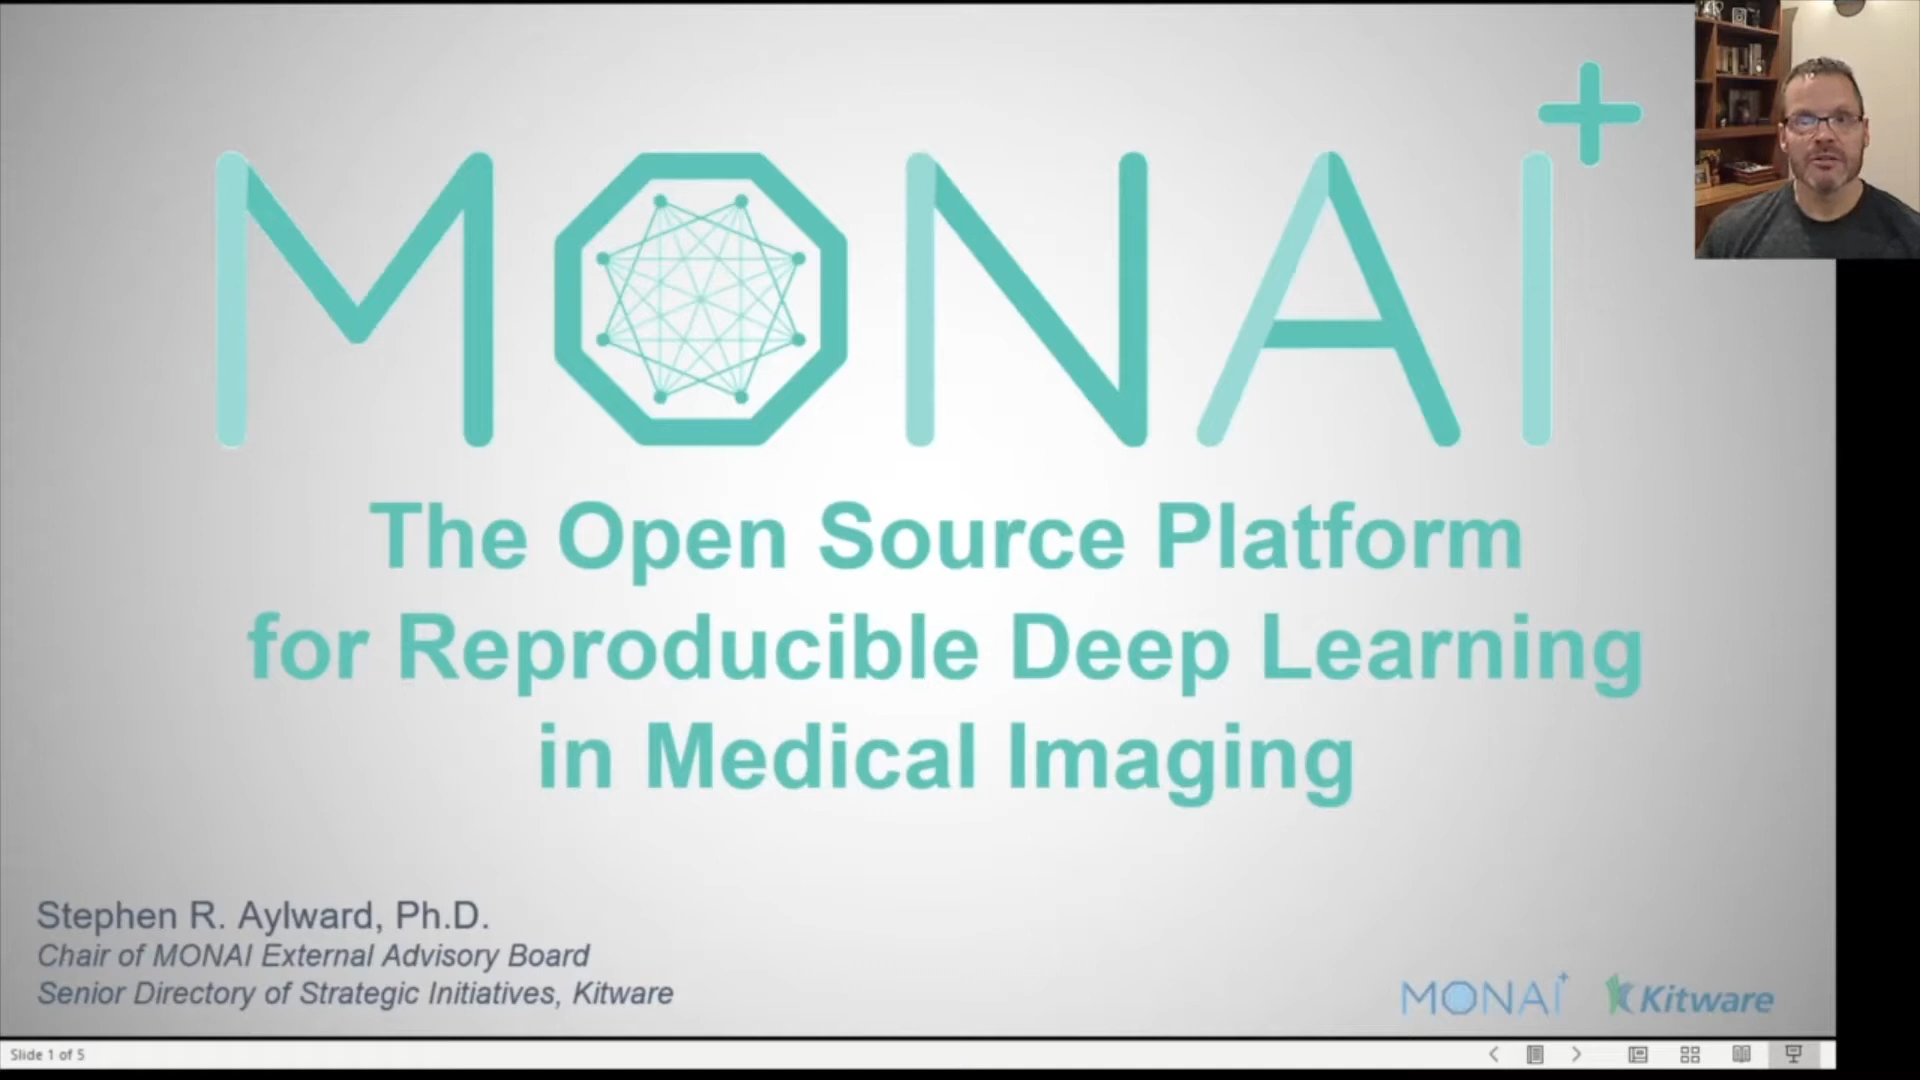 MONAI+
The Open Source Platform
for Reproducible Deep Learning
in Medical Imaging
Stephen R. Aylward, Ph.D.
Chair of MONAI External Advisory Board
Senior Directory of Strategic Initiatives, Kitware
MONAI+ Kitware
Slide 1 of 5